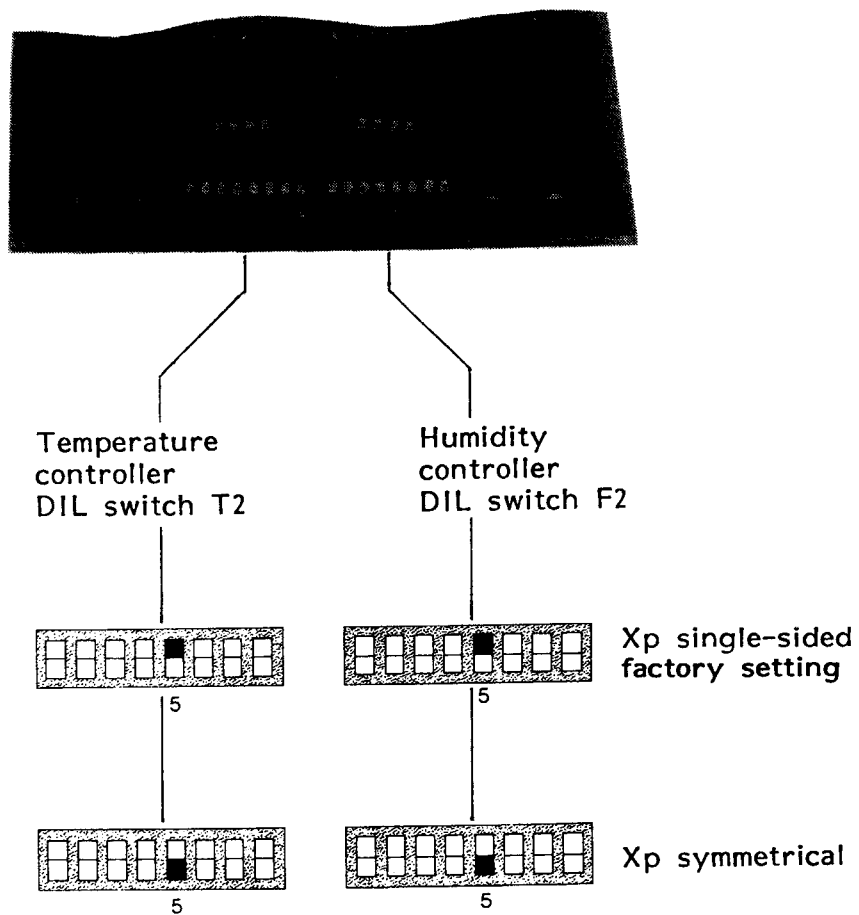 Temperature
controller
DIL switch T2
Humidity
controller
DIL switch F2
Xp single-sided
factory setting
5
5
Xp symmetrical
5
5